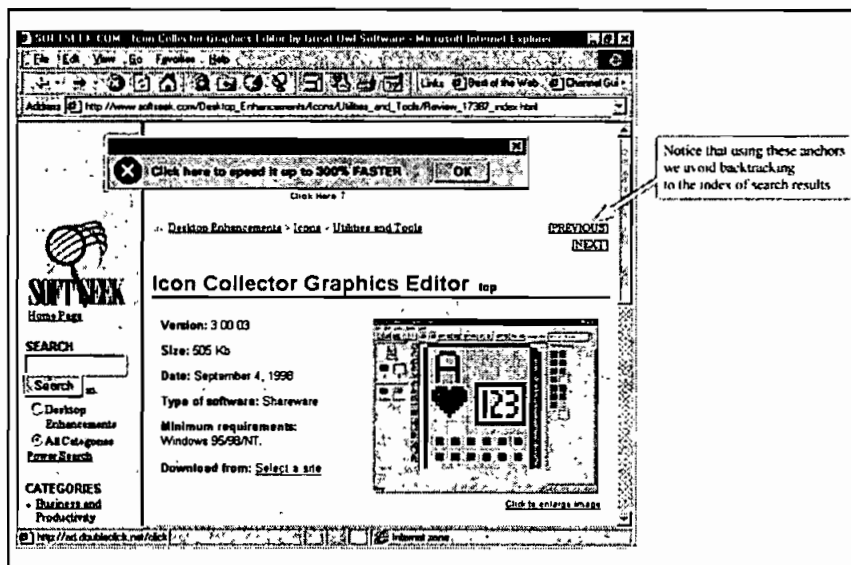 SOFTSEEK.COM - Icon Collector Graphics Editor by Great Owl Software - Microsoft Internet Explorer
File Edit View Go Favorites Help
Links Best of the Web Channel Gui
Address http://www.softseek.com/Desktop_Enhancements/Icons/Utilities_and_Tools/Review_17387_index.html
Click here to speed it up to 300% FASTER OK
Click Here
Notice that using these anchors
we avoid backtracking
to the index of search results
Desktop Enhancements > Icons - Utilities and Tools
[PREVIOUS]
[NEXT]
SOFTSEEK
Home Page
Icon Collector Graphics Editor top
Version: 3 00 03
Size: 505 Kb
Date: September 4, 1998
Type of software: Shareware
Minimum requirements:
Windows 95/98/NT.
Download from: Select a site
A
123
Click to enlarge image
SEARCH
Search
Desktop
Enhancements
All Categories
Power Search
CATEGORIES
Business and
Productivity
http://ad.doubleclick.net/click
Internet zone